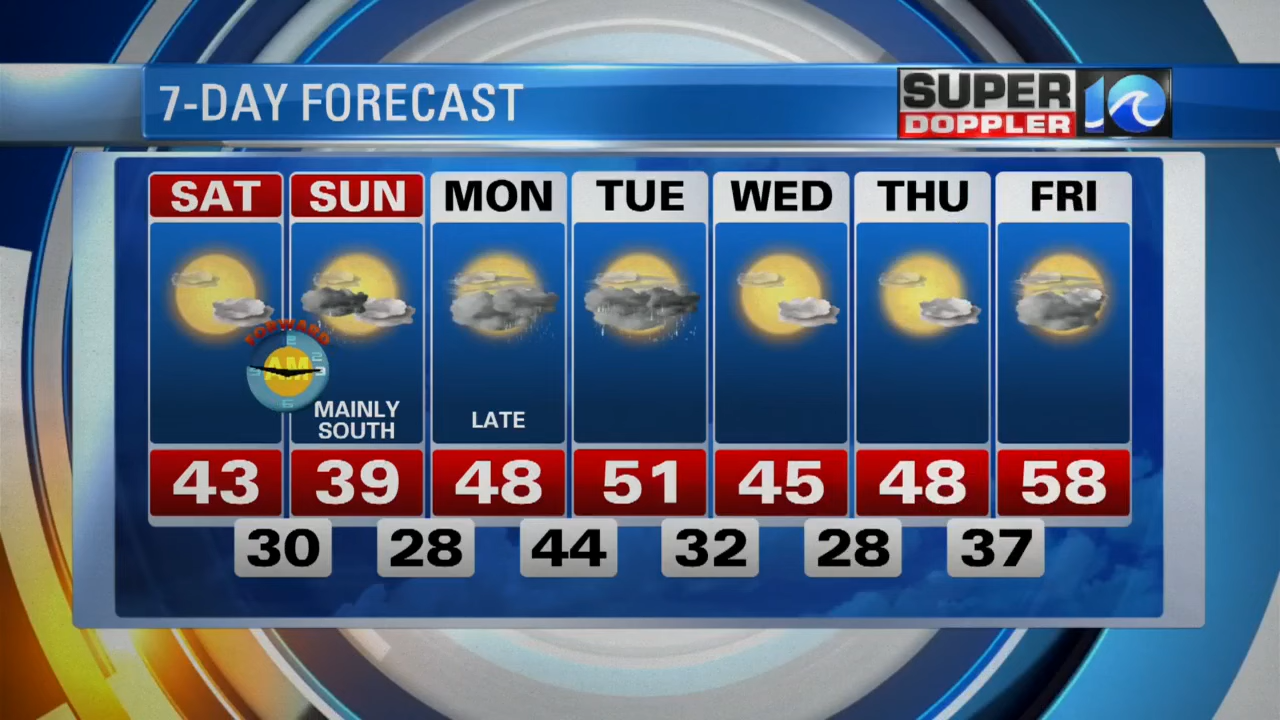 7-DAY FORECAST
SUPER
DOPPLER 10
SAT SUN MON TUE WED THU FRI
FORWARD
AM
MAINLY
SOUTH
LATE
43 39 48 51 45 48 58
30 28 44 32 28 37